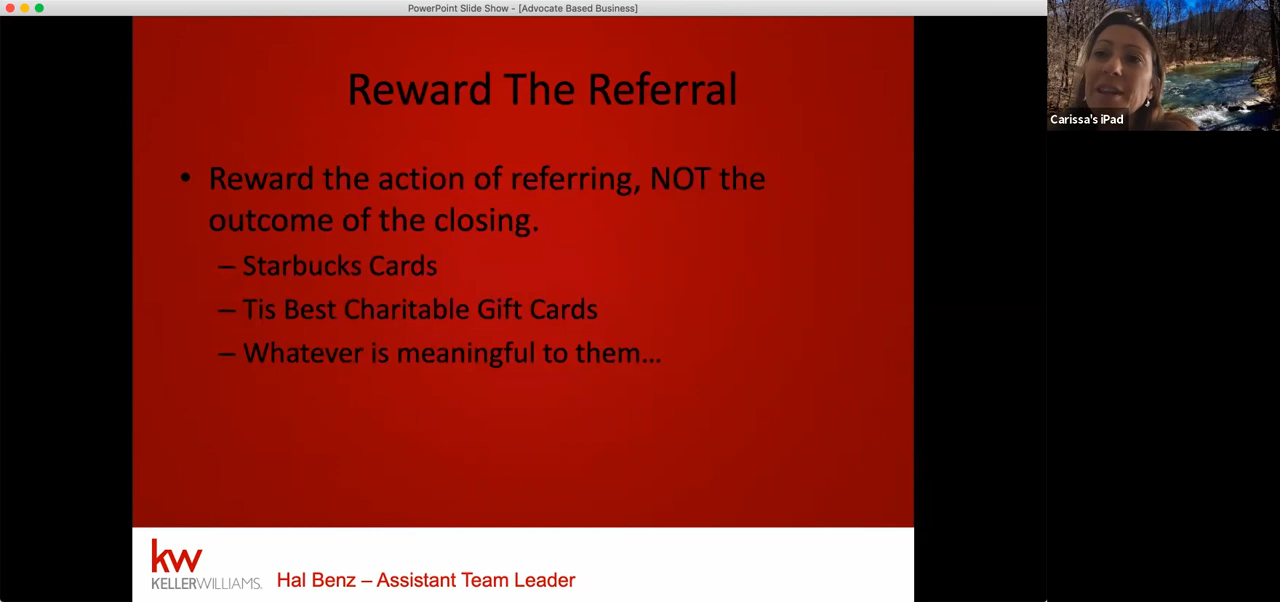 PowerPoint Slide Show - [Advocate Based Business]
Reward The Referral
• Reward the action of referring, NOT the
outcome of the closing.
– Starbucks Cards
– Tis Best Charitable Gift Cards
– Whatever is meaningful to them...
kw
KELLERWILLIAMS.
Hal Benz – Assistant Team Leader
Carissa's iPad